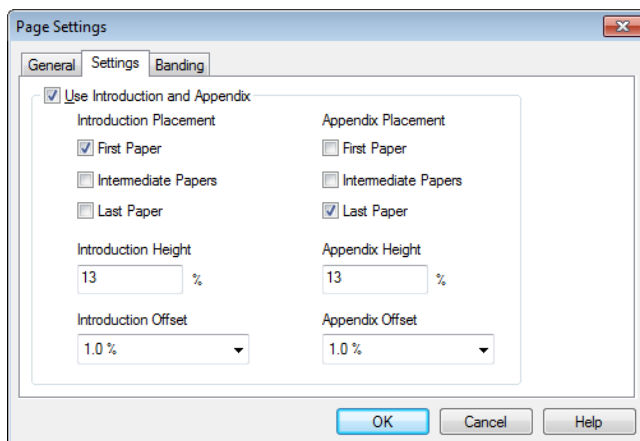 Page Settings
General Settings Banding
Use Introduction and Appendix
Introduction Placement Appendix Placement
First Paper First Paper
Intermediate Papers Intermediate Papers
Last Paper Last Paper
Introduction Height Appendix Height
13 % 13 %
Introduction Offset Appendix Offset
1.0 % 1.0 %
OK Cancel Help